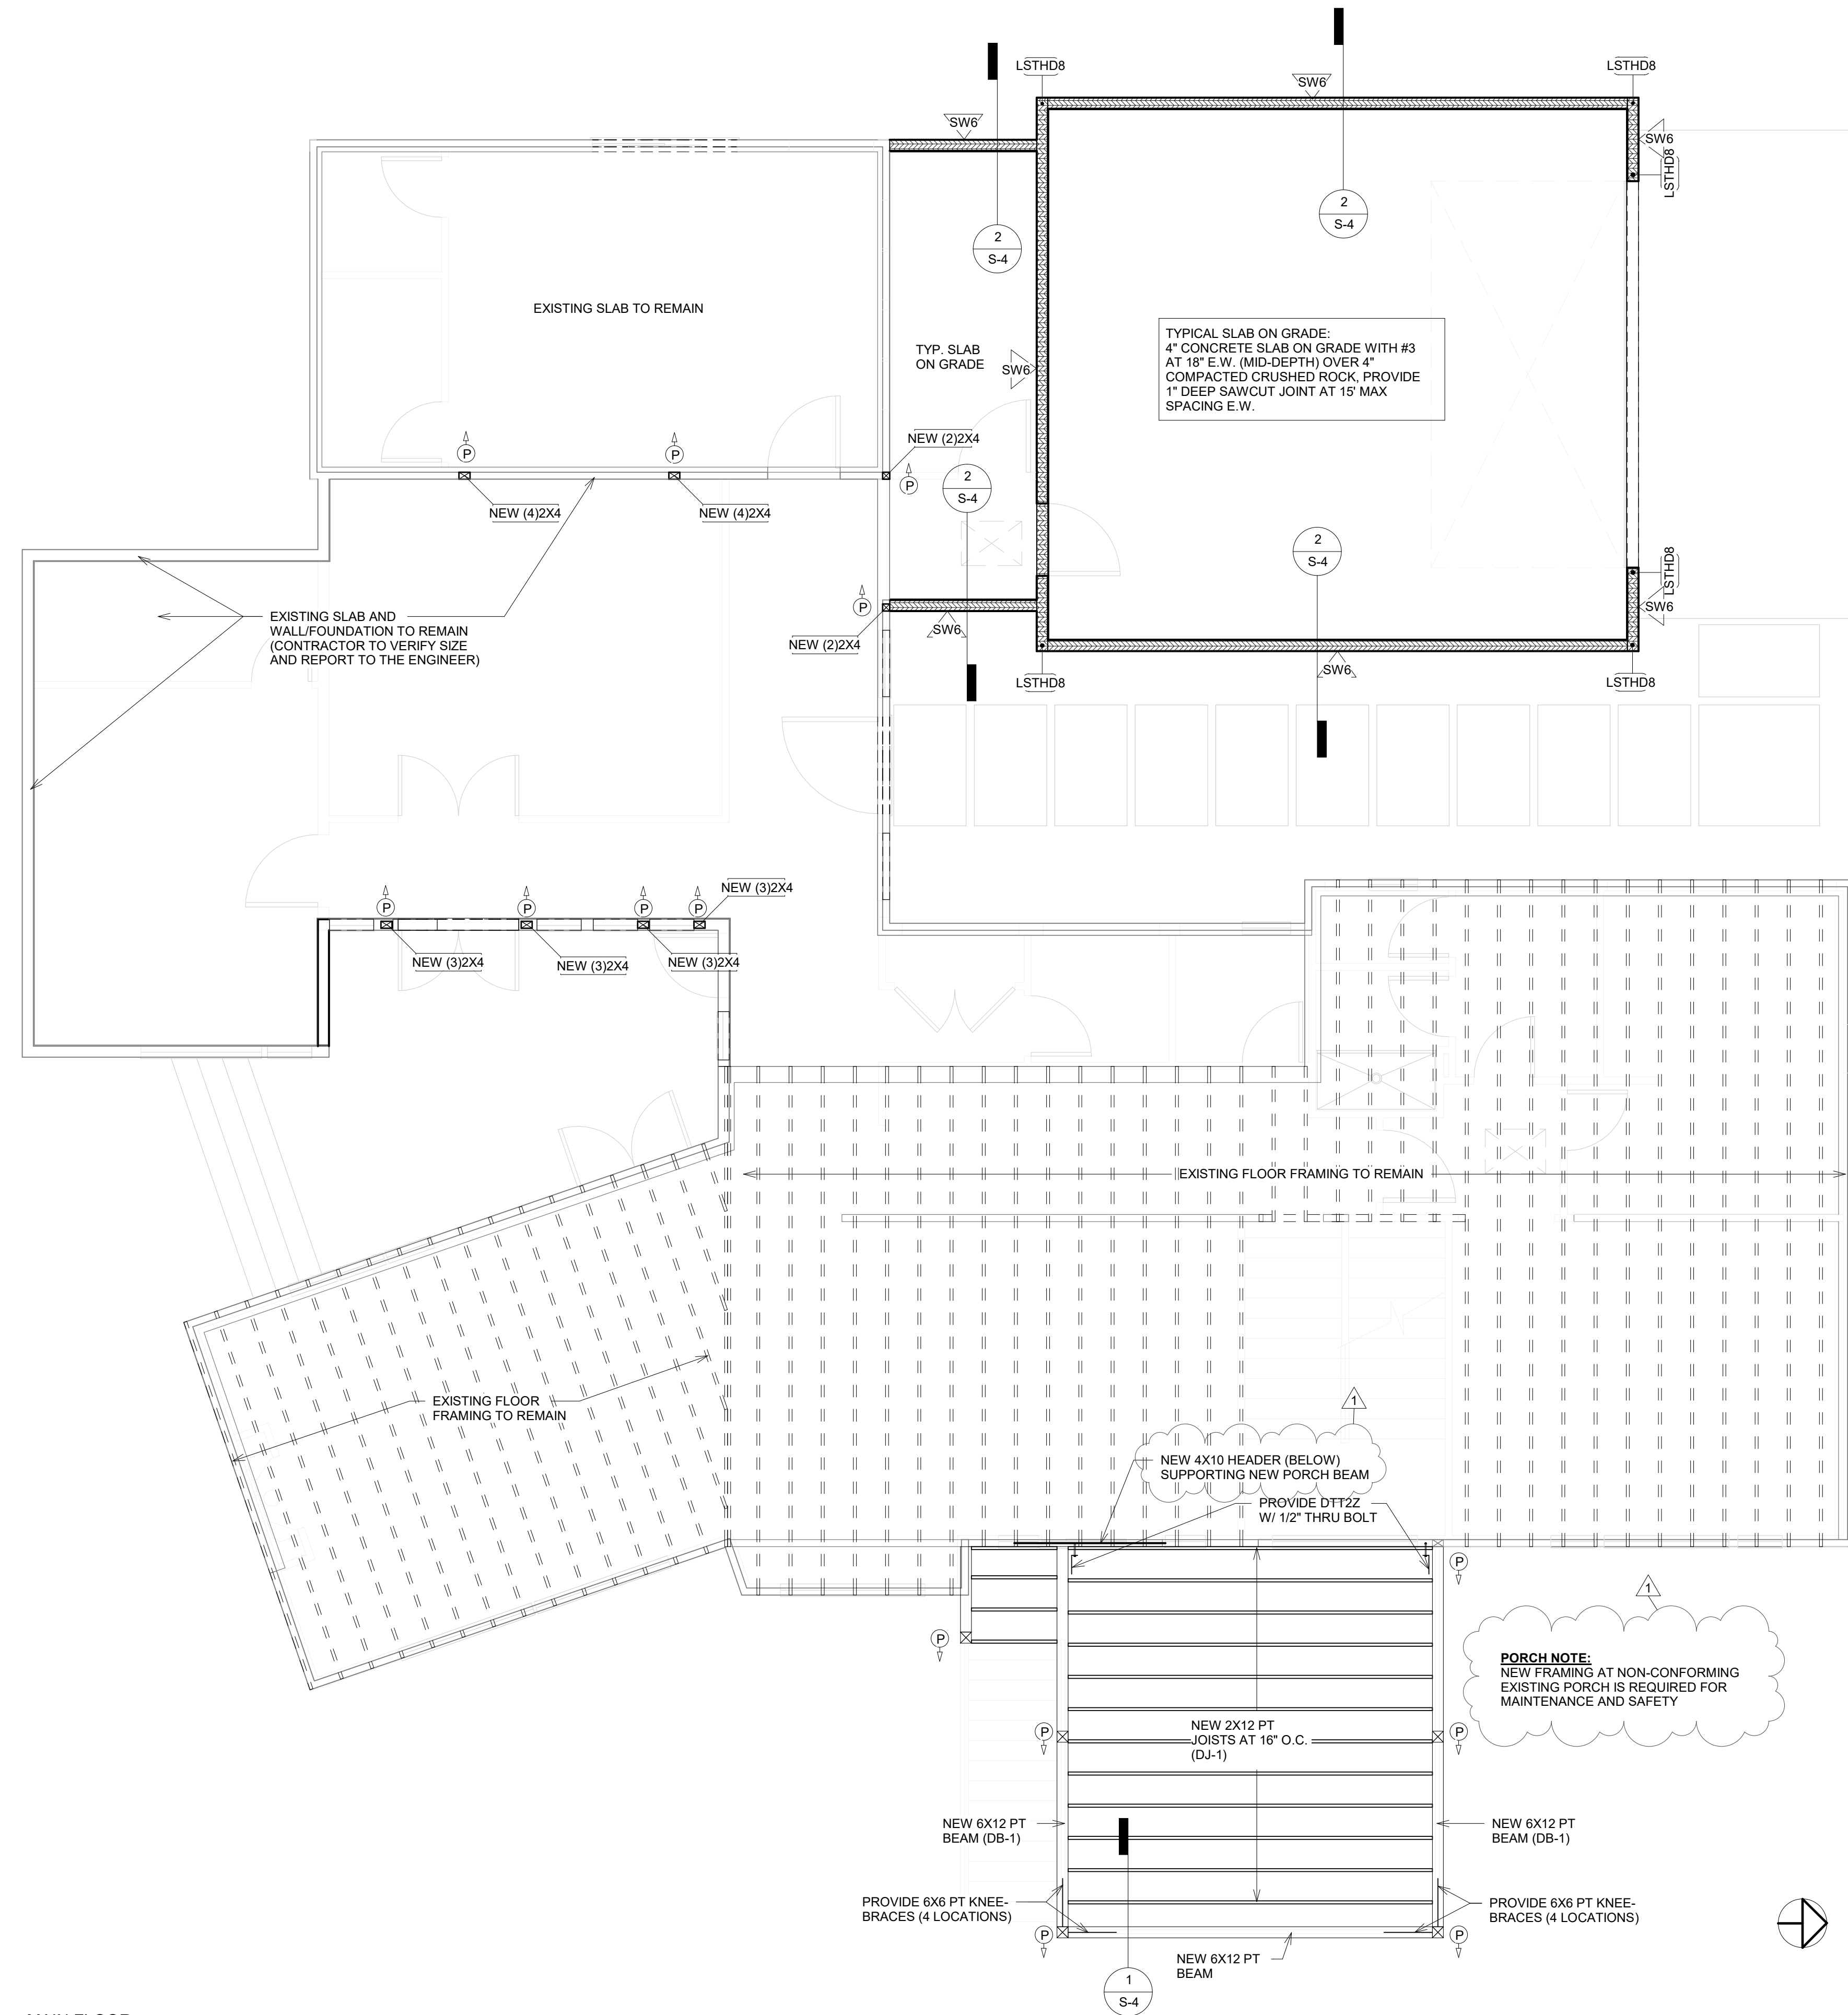 LSTHD8
LSTHD8
SW6
SW6
SW6
LSTHD8
2
S-4
2
S-4
EXISTING SLAB TO REMAIN
TYP. SLAB
ON GRADE
SW6
TYPICAL SLAB ON GRADE:
4" CONCRETE SLAB ON GRADE WITH #3
AT 18" E.W. (MID-DEPTH) OVER 4"
COMPACTED CRUSHED ROCK, PROVIDE
1" DEEP SAWCUT JOINT AT 15' MAX
SPACING E.W.
NEW (2)2X4
P
P
P
2
S-4
NEW (4)2X4
NEW (4)2X4
2
S-4
LSTHD8
SW6
P
EXISTING SLAB AND
WALL/FOUNDATION TO REMAIN
(CONTRACTOR TO VERIFY SIZE
AND REPORT TO THE ENGINEER)
NEW (2)2X4
SW6
SW6
LSTHD8
LSTHD8
NEW (3)2X4
P
P
P
P
NEW (3)2X4
NEW (3)2X4
NEW (3)2X4
EXISTING FLOOR FRAMING TO REMAIN
EXISTING FLOOR
FRAMING TO REMAIN
1
NEW 4X10 HEADER (BELOW)
SUPPORTING NEW PORCH BEAM
PROVIDE DTT2Z
W/ 1/2" THRU BOLT
P
1
P
PORCH NOTE:
NEW FRAMING AT NON-CONFORMING
EXISTING PORCH IS REQUIRED FOR
MAINTENANCE AND SAFETY
P
NEW 2X12 PT
JOISTS AT 16" O.C.
(DJ-1)
P
NEW 6X12 PT
BEAM (DB-1)
NEW 6X12 PT
BEAM (DB-1)
PROVIDE 6X6 PT KNEE-
BRACES (4 LOCATIONS)
PROVIDE 6X6 PT KNEE-
BRACES (4 LOCATIONS)
P
P
NEW 6X12 PT
BEAM
1
S-4